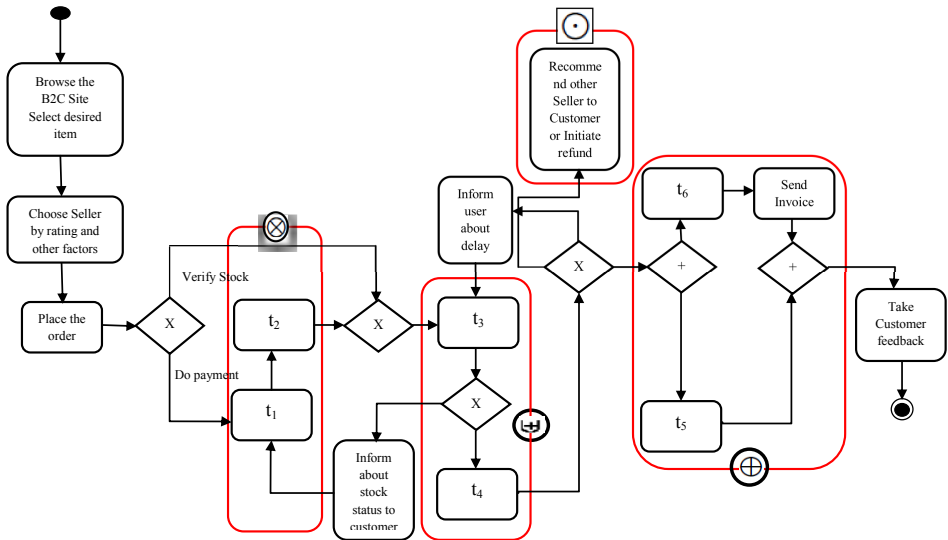 Browse the
B2C Site
Select desired
item
Choose Seller
by rating and
other factors
Place the
order
X
Verify Stock
Do payment
t2
t1
X
Inform
about
stock
status to
customer
Inform
user
about
delay
t3
X
t4
Recomme
nd other
Seller to
Customer
or Initiate
refund
X
t6
Send
Invoice
+
+
t5
Take
Customer
feedback